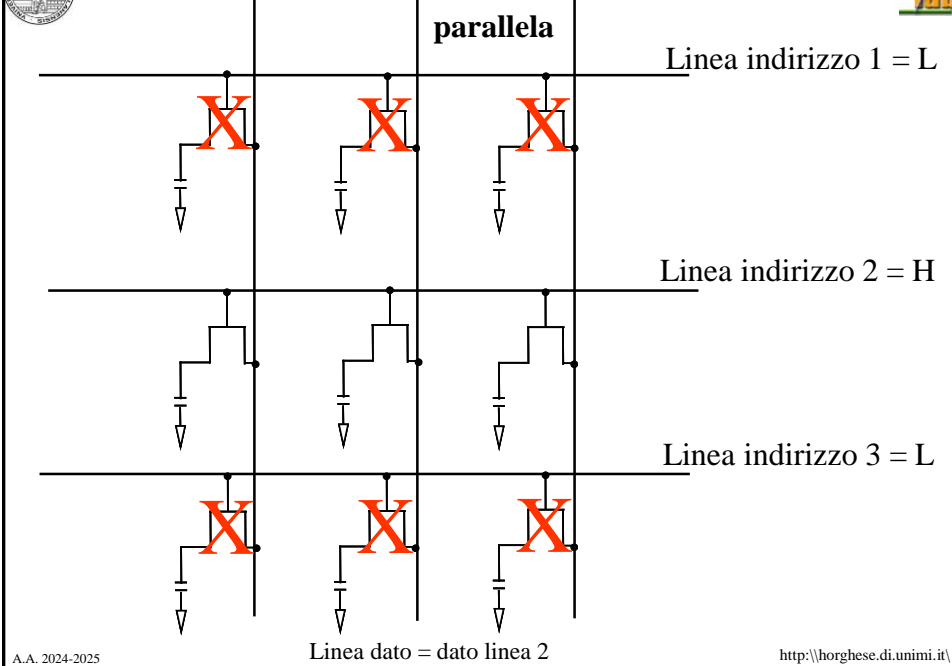 parallela
Linea indirizzo 1 = L
X X X
Linea indirizzo 2 = H
Linea indirizzo 3 = L
X X X
Linea dato = dato linea 2
A.A. 2024-2025
http:\\horghese.di.unimi.it\